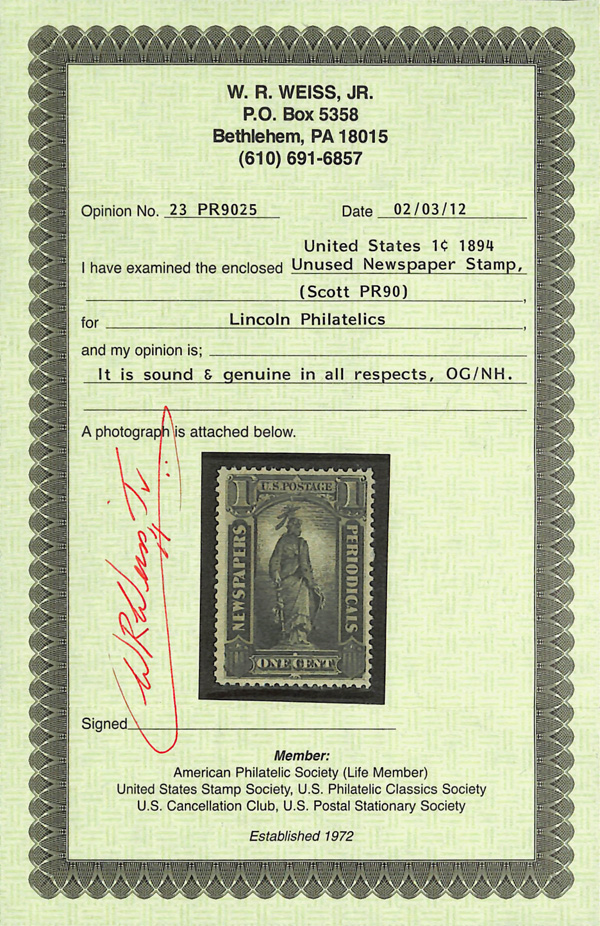 W. R. WEISS, JR.
P.O. Box 5358
Bethlehem, PA 18015
(610) 691-6857
Opinion No. 23 PR9025 Date 02/03/12
United States 1¢ 1894
I have examined the enclosed Unused Newspaper Stamp,
(Scott PR90) ,
for Lincoln Philatelics ,
and my opinion is;
It is sound & genuine in all respects, OG/NH.
A photograph is attached below.
1 U.S. POSTAGE 1
NEWSPAPERS
PERIODICALS
ONE CENT
WR Weiss Jr
Signed
Member:
American Philatelic Society (Life Member)
United States Stamp Society, U.S. Philatelic Classics Society
U.S. Cancellation Club, U.S. Postal Stationary Society
Established 1972